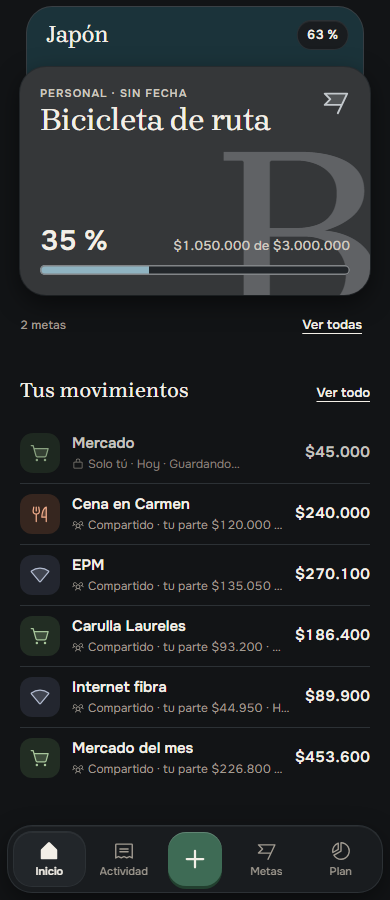 Japón
63 %
PERSONAL · SIN FECHA
Bicicleta de ruta
B
35 %
$1.050.000 de $3.000.000
2 metas
Ver todas
Tus movimientos
Ver todo
Mercado
Solo tú · Hoy · Guardando...
$45.000
Cena en Carmen
Compartido · tu parte $120.000 ...
$240.000
EPM
Compartido · tu parte $135.050 ...
$270.100
Carulla Laureles
Compartido · tu parte $93.200 · ...
$186.400
Internet fibra
Compartido · tu parte $44.950 · H...
$89.900
Mercado del mes
Compartido · tu parte $226.800 ...
$453.600
Inicio
Actividad
Metas
Plan